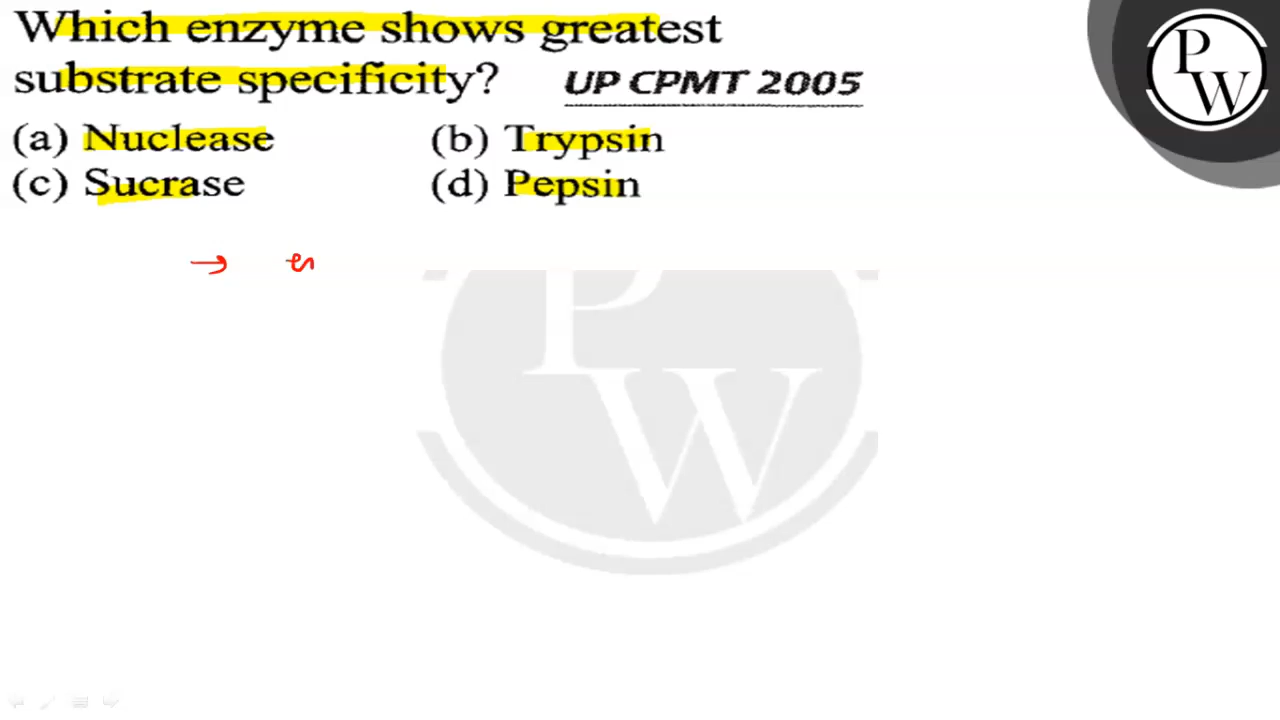 Which enzyme shows greatest
substrate specificity? UP CPMT 2005
(a) Nuclease (b) Trypsin
(c) Sucrase (d) Pepsin
→
P
W
P
W